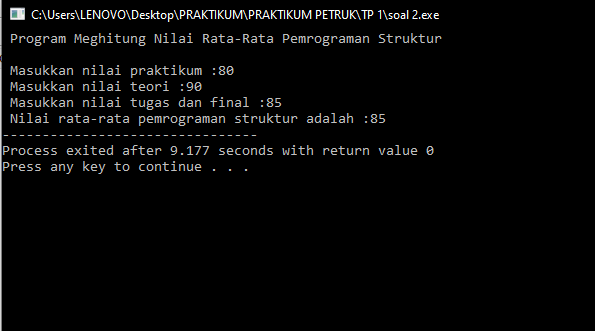 C:\Users\LENOVO\Desktop\PRAKTIKUM\PRAKTIKUM PETRUK\TP 1\soal 2.exe
Program Meghitung Nilai Rata-Rata Pemrograman Struktur
Masukkan nilai praktikum :80
Masukkan nilai teori :90
Masukkan nilai tugas dan final :85
Nilai rata-rata pemrograman struktur adalah :85
--------------------------------
Process exited after 9.177 seconds with return value 0
Press any key to continue . . .